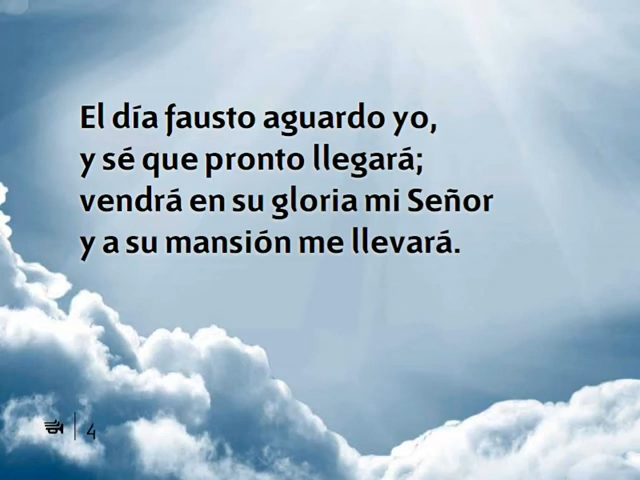 El día fausto aguardo yo,
y sé que pronto llegará;
vendrá en su gloria mi Señor
y a su mansión me llevará.
4